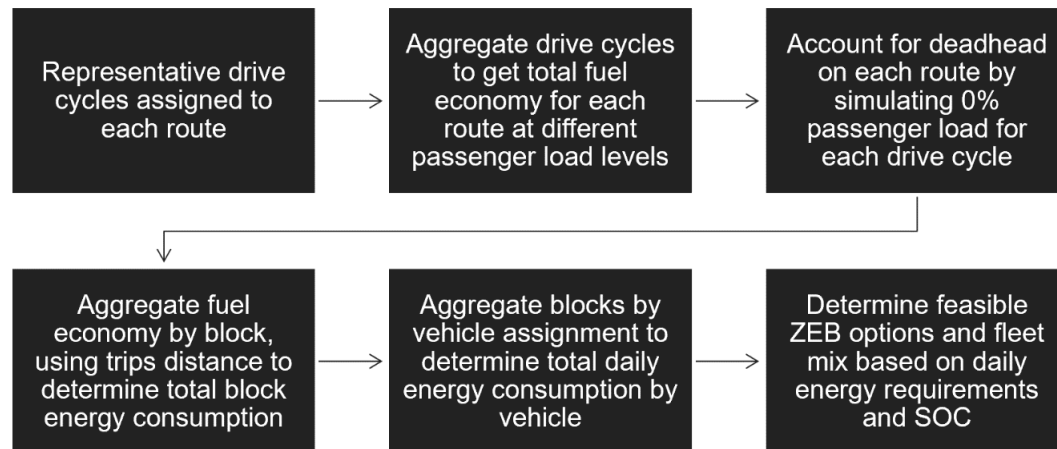 Representative drive
cycles assigned to
each route
Aggregate drive cycles
to get total fuel
economy for each
route at different
passenger load levels
Account for deadhead
on each route by
simulating 0%
passenger load for
each drive cycle
Aggregate fuel
economy by block,
using trips distance to
determine total block
energy consumption
Aggregate blocks by
vehicle assignment to
determine total daily
energy consumption by
vehicle
Determine feasible
ZEB options and fleet
mix based on daily
energy requirements
and SOC